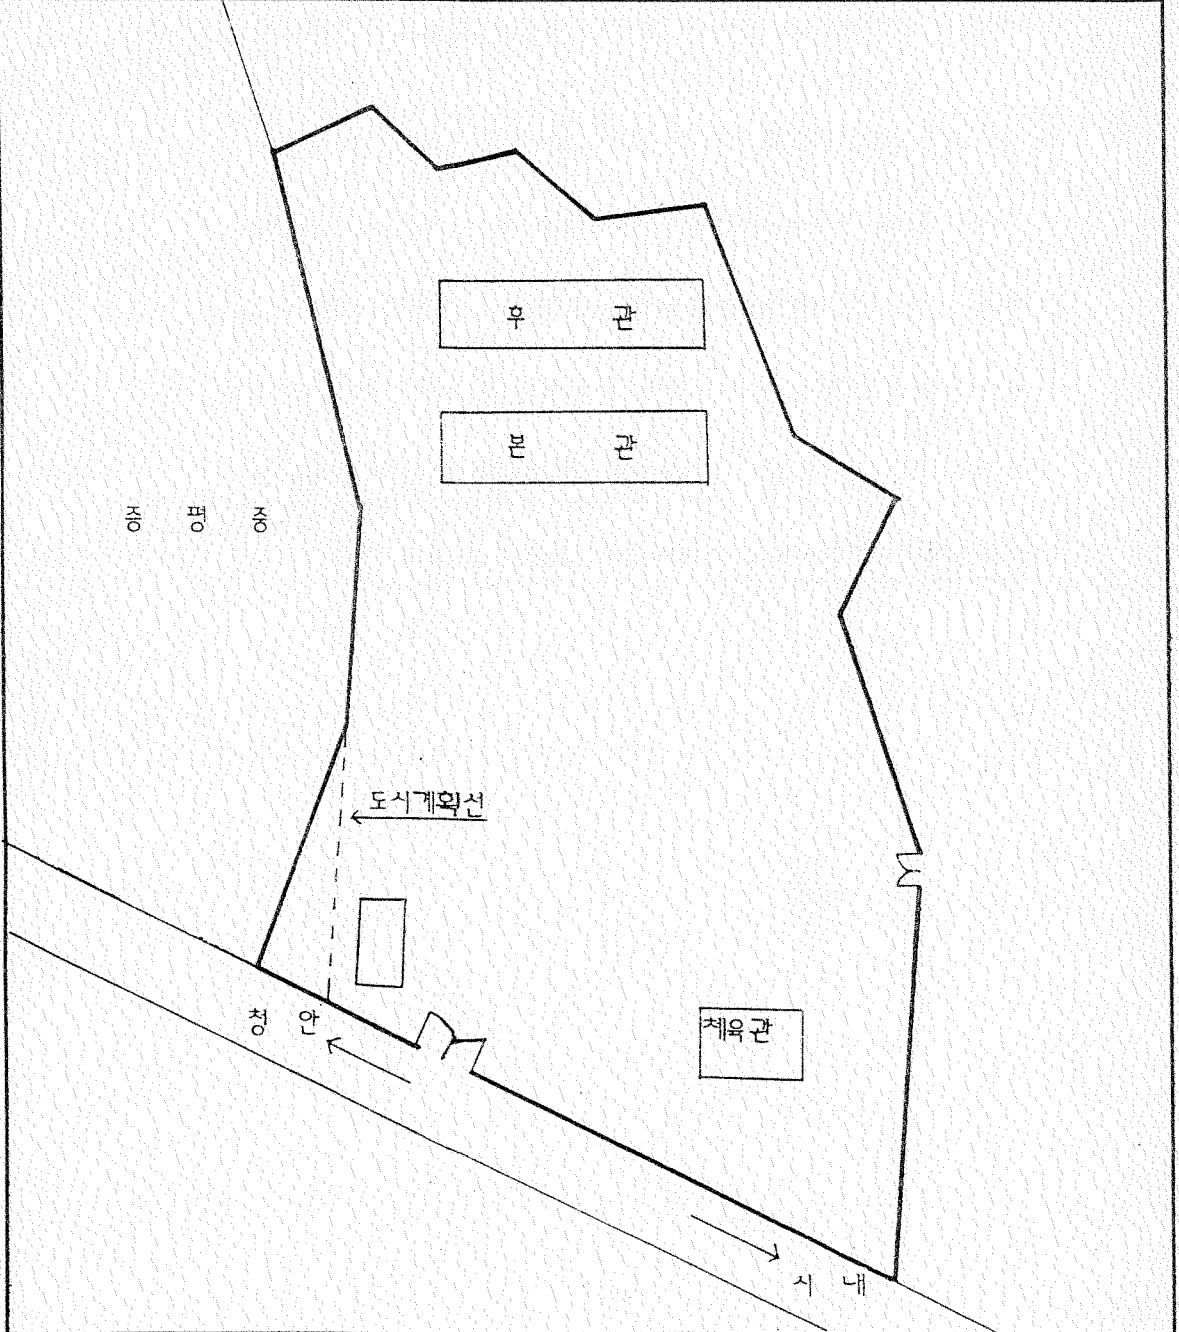 후 관
본 관
증 평 중
도시계획선
청 안
체육관
시 내